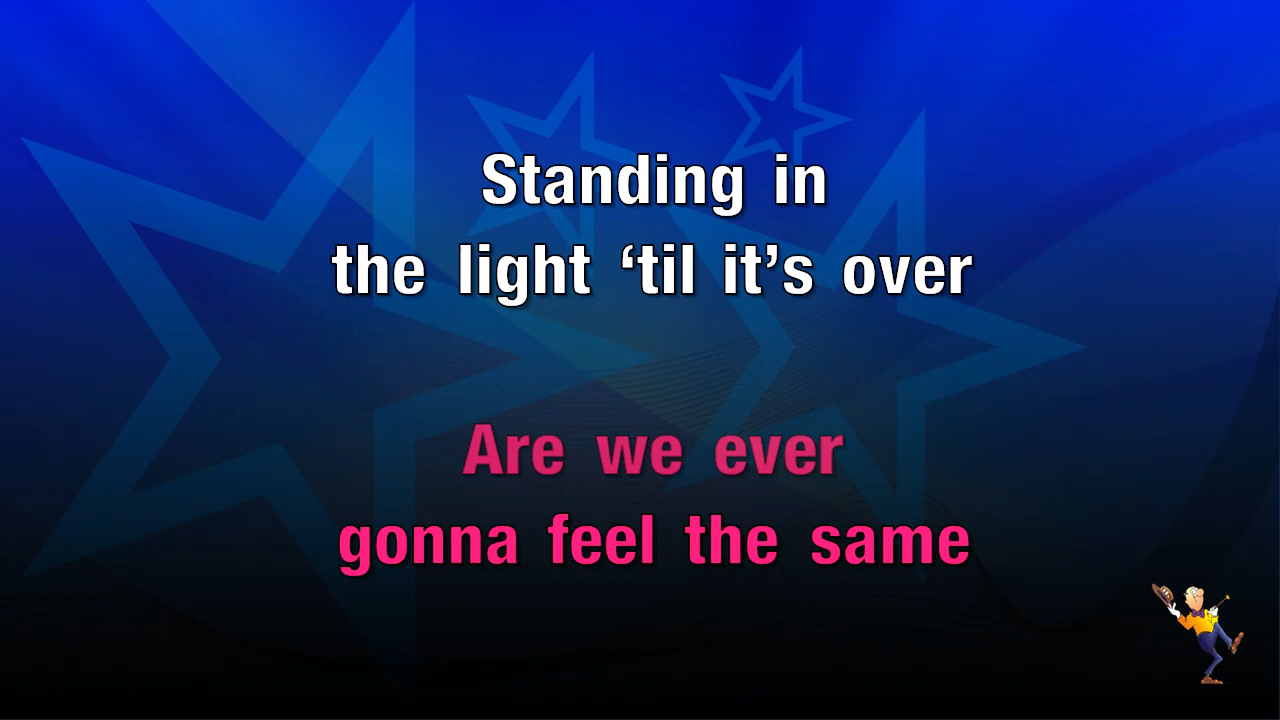 Standing in
the light ‘til it’s over
Are we ever
gonna feel the same